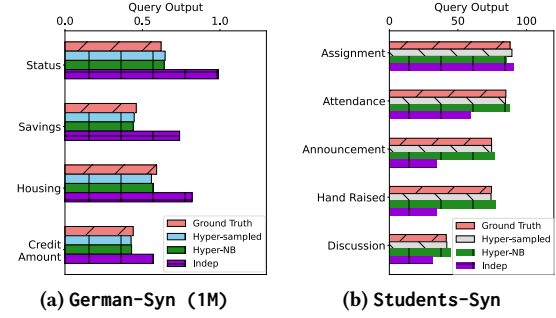 Query Output
0.0 0.5 1.0
Status
Savings
Housing
Credit
Amount
Ground Truth
Hyper-sampled
Hyper-NB
Indep
(a) German-Syn (1M)
Query Output
0 50 100
Assignment
Attendance
Announcement
Hand Raised
Discussion
Ground Truth
Hyper-sampled
Hyper-NB
Indep
(b) Students-Syn